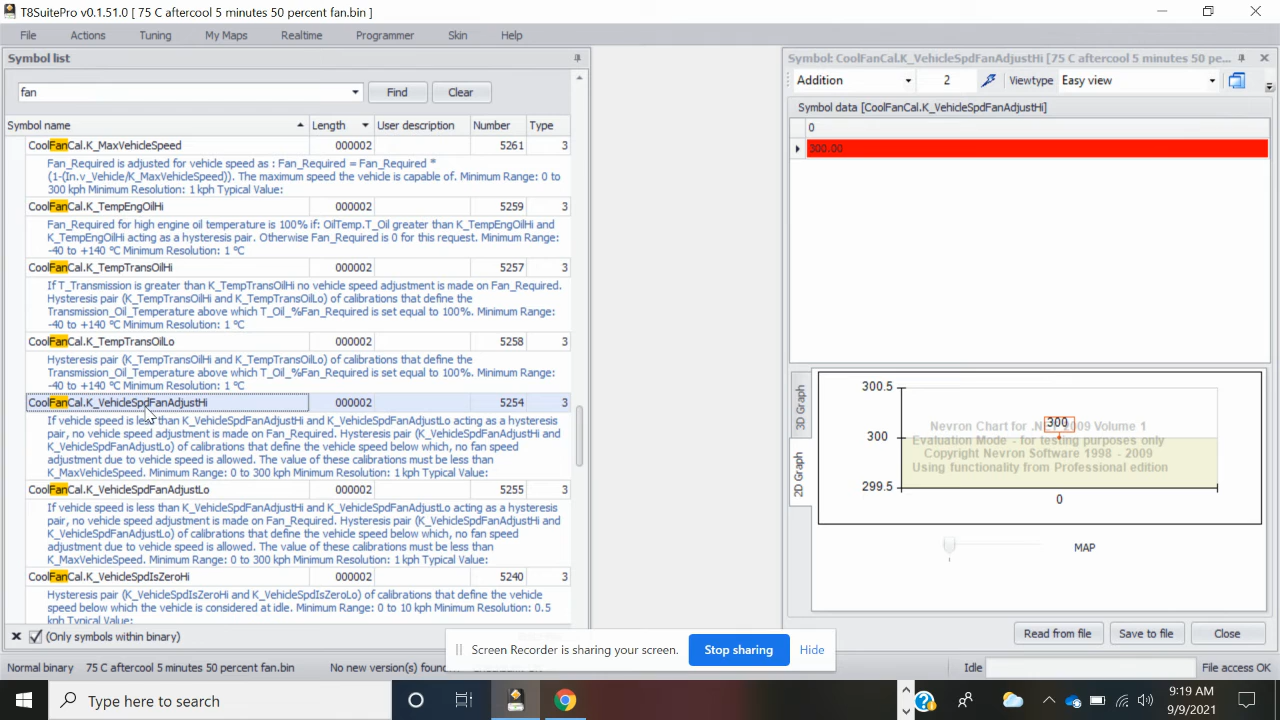 T8SuitePro v0.1.51.0 [ 75 C aftercool 5 minutes 50 percent fan.bin ]
File Actions Tuning My Maps Realtime Programmer Skin Help
Symbol list
fan Find Clear
Symbol name Length User description Number Type
CoolFanCal.K_MaxVehicleSpeed 000002 5261 3
Fan_Required is adjusted for vehicle speed as : Fan_Required = Fan_Required *
(1-(In.v_Vehicle/K_MaxVehicleSpeed)). The maximum speed the vehicle is capable of. Minimum Range: 0 to
300 kph Minimum Resolution: 1 kph Typical Value:
CoolFanCal.K_TempEngOilHi 000002 5259 3
Fan_Required for high engine oil temperature is 100% if: OilTemp.T_Oil greater than K_TempEngOilHi and
K_TempEngOilHi acting as a hysteresis pair. Otherwise Fan_Required is 0 for this request. Minimum Range:
-40 to +140 ºC Minimum Resolution: 1 ºC
CoolFanCal.K_TempTransOilHi 000002 5257 3
If T_Transmission is greater than K_TempTransOilHi no vehicle speed adjustment is made on Fan_Required.
Hysteresis pair (K_TempTransOilHi and K_TempTransOilLo) of calibrations that define the
Transmission_Oil_Temperature above which T_Oil_%Fan_Required is set equal to 100%. Minimum Range:
-40 to +140 ºC Minimum Resolution: 1 ºC
CoolFanCal.K_TempTransOilLo 000002 5258 3
Hysteresis pair (K_TempTransOilHi and K_TempTransOilLo) of calibrations that define the
Transmission_Oil_Temperature above which T_Oil_%Fan_Required is set equal to 100%. Minimum Range:
-40 to +140 ºC Minimum Resolution: 1 ºC
CoolFanCal.K_VehicleSpdFanAdjustHi 000002 5254 3
If vehicle speed is less than K_VehicleSpdFanAdjustHi and K_VehicleSpdFanAdjustLo acting as a hysteresis
pair, no vehicle speed adjustment is made on Fan_Required. Hysteresis pair (K_VehicleSpdFanAdjustHi and
K_VehicleSpdFanAdjustLo) of calibrations that define the vehicle speed below which, no fan speed
adjustment due to vehicle speed is allowed. The value of these calibrations must be less than
K_MaxVehicleSpeed. Minimum Range: 0 to 300 kph Minimum Resolution: 1 kph Typical Value:
CoolFanCal.K_VehicleSpdFanAdjustLo 000002 5255 3
If vehicle speed is less than K_VehicleSpdFanAdjustHi and K_VehicleSpdFanAdjustLo acting as a hysteresis
pair, no vehicle speed adjustment is made on Fan_Required. Hysteresis pair (K_VehicleSpdFanAdjustHi and
K_VehicleSpdFanAdjustLo) of calibrations that define the vehicle speed below which, no fan speed
adjustment due to vehicle speed is allowed. The value of these calibrations must be less than
K_MaxVehicleSpeed. Minimum Range: 0 to 300 kph Minimum Resolution: 1 kph Typical Value:
CoolFanCal.K_VehicleSpdIsZeroHi 000002 5240 3
Hysteresis pair (K_VehicleSpdIsZeroHi and K_VehicleSpdIsZeroLo) of calibrations that define the vehicle
speed below which the vehicle is considered at idle. Minimum Range: 0 to 10 kph Minimum Resolution: 0.5
kph Typical Value:
(Only symbols within binary)
Symbol: CoolFanCal.K_VehicleSpdFanAdjustHi [75 C aftercool 5 minutes 50 pe...
Addition 2 Viewtype Easy view
Symbol data [CoolFanCal.K_VehicleSpdFanAdjustHi]
0
300.00
3D Graph
2D Graph
300.5
300
299.5
300
0
Nevron Chart for .NET 2009 Volume 1
Evaluation Mode - for testing purposes only
Copyright Nevron Software 1998 - 2009
Using functionality from Professional edition
MAP
Read from file Save to file Close
Screen Recorder is sharing your screen. Stop sharing Hide
Normal binary 75 C aftercool 5 minutes 50 percent fan.bin No new version(s) foun Idle File access OK
Type here to search
9:19 AM
9/9/2021